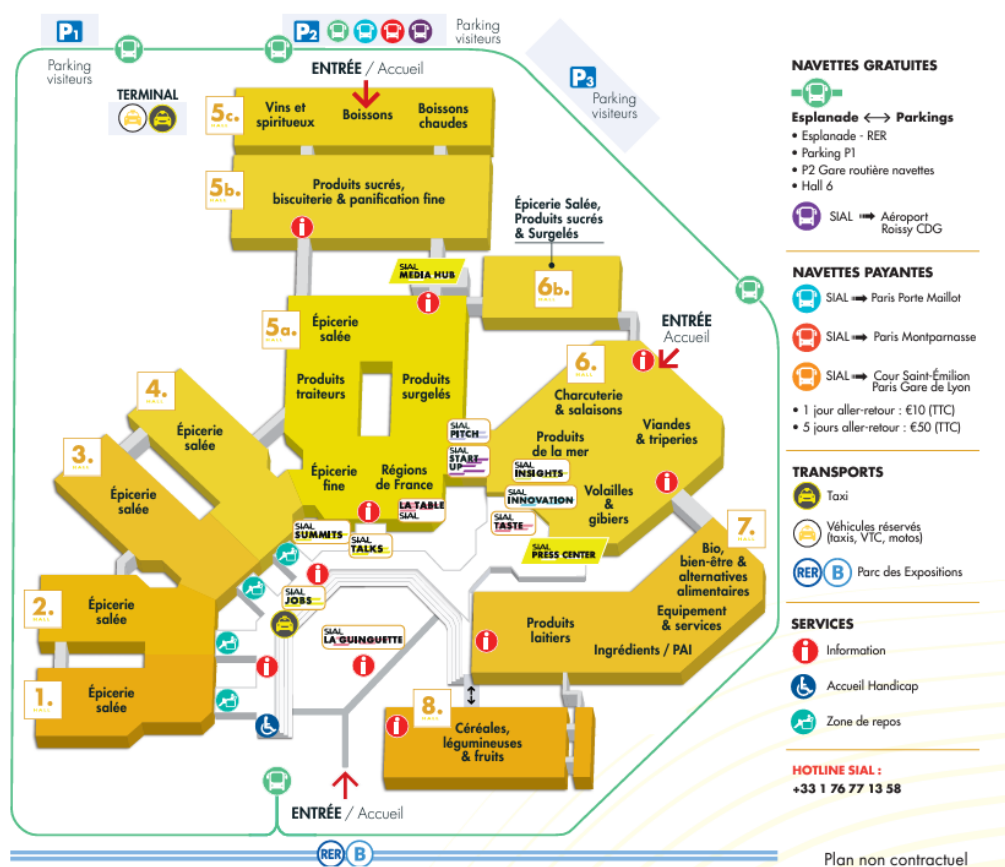 P1
Parking
visiteurs
P2
Parking
visiteurs
P3
Parking
visiteurs
TERMINAL
ENTRÉE / Accueil
5c.
HALL
Vins et
spiritueux
Boissons
Boissons
chaudes
5b.
HALL
Produits sucrés,
biscuiterie & panification fine
Épicerie Salée,
Produits sucrés
& Surgelés
SIAL
MEDIA HUB
6b.
HALL
5a.
HALL
Épicerie
salée
Produits
traiteurs
Produits
surgelés
Épicerie
fine
Régions
de France
ENTRÉE
Accueil
6.
HALL
Charcuterie
& salaisons
Viandes
& triperies
Produits
de la mer
Volailles
&
gibiers
SIAL
PITCH
SIAL
START
UP
SIAL
INSIGHTS
SIAL
INNOVATION
SIAL
TASTE
SIAL
PRESS CENTER
LA TABLE
SIAL
SIAL
SUMMITS
SIAL
TALKS
4.
HALL
Épicerie
salée
3.
HALL
Épicerie
salée
2.
HALL
Épicerie
salée
1.
HALL
Épicerie
salée
SIAL
JOBS
SIAL
LA GUINGUETTE
7.
HALL
Bio,
bien-être &
alternatives
alimentaires
Equipement
& services
Produits
laitiers
Ingrédients / PAI
8.
HALL
Céréales,
légumineuses
& fruits
ENTRÉE / Accueil
RER B
NAVETTES GRATUITES
Esplanade ⟷ Parkings
• Esplanade - RER
• Parking P1
• P2 Gare routière navettes
• Hall 6
SIAL ➟ Aéroport
Roissy CDG
NAVETTES PAYANTES
SIAL ➟ Paris Porte Maillot
SIAL ➟ Paris Montparnasse
SIAL ➟ Cour Saint-Émilion
Paris Gare de Lyon
• 1 jour aller-retour : €10 (TTC)
• 5 jours aller-retour : €50 (TTC)
TRANSPORTS
Taxi
Véhicules réservés
(taxis, VTC, motos)
RER B Parc des Expositions
SERVICES
Information
Accueil Handicap
Zone de repos
HOTLINE SIAL :
+33 1 76 77 13 58
Plan non contractuel